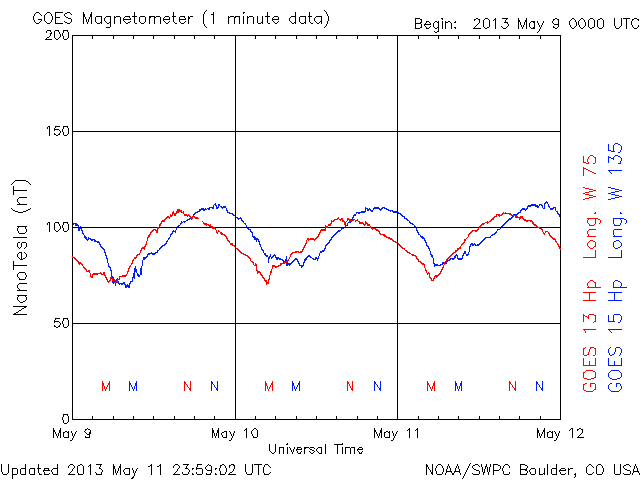 GOES Magnetometer (1 minute data)
Begin: 2013 May 9 0000 UTC
200
150
100
50
0
NanoTesla (nT)
M M N N M M N N M M N N
May 9 May 10 May 11 May 12
Universal Time
GOES 13 Hp Long. W 75
GOES 15 Hp Long. W 135
Updated 2013 May 11 23:59:02 UTC
NOAA/SWPC Boulder, CO USA